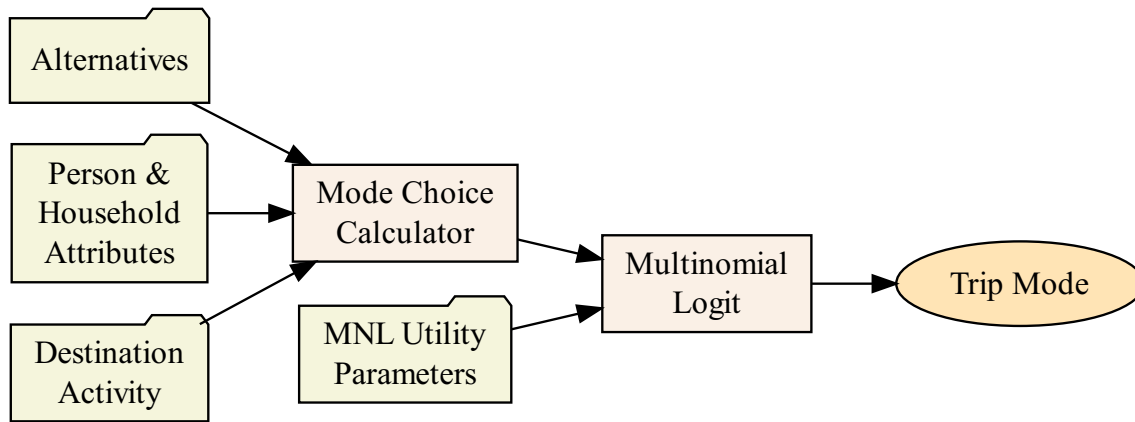 Alternatives
Person &
Household
Attributes
Destination
Activity
Mode Choice
Calculator
MNL Utility
Parameters
Multinomial
Logit
Trip Mode